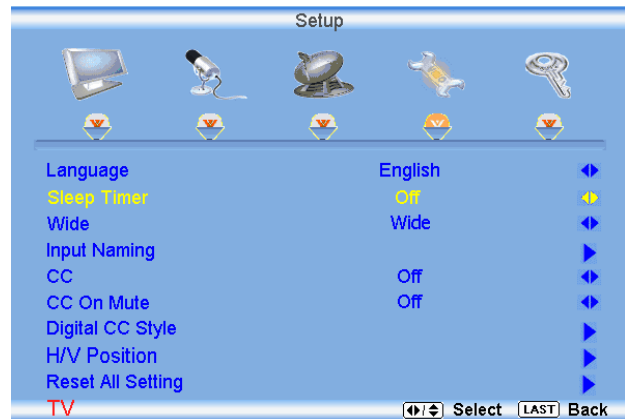 Setup
Language English
Sleep Timer Off
Wide Wide
Input Naming
CC Off
CC On Mute Off
Digital CC Style
H/V Position
Reset All Setting
TV Select LAST Back